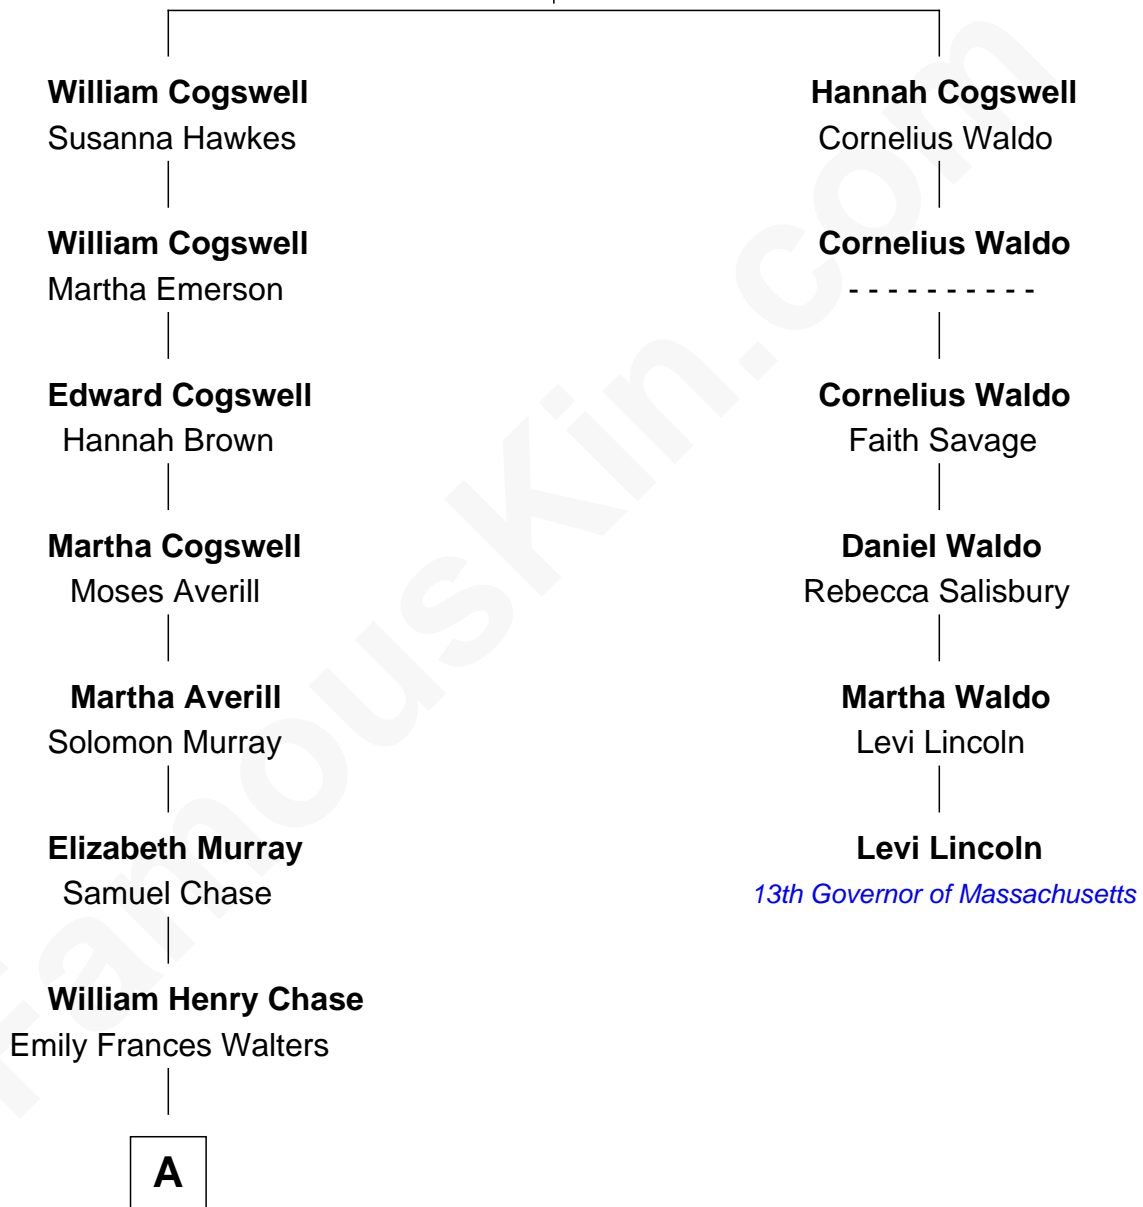 William Cogswell
Susanna Hawkes
Hannah Cogswell
Cornelius Waldo
William Cogswell
Martha Emerson
Cornelius Waldo
- - - - - - - - - -
Edward Cogswell
Hannah Brown
Cornelius Waldo
Faith Savage
Martha Cogswell
Moses Averill
Daniel Waldo
Rebecca Salisbury
Martha Averill
Solomon Murray
Martha Waldo
Levi Lincoln
Elizabeth Murray
Samuel Chase
Levi Lincoln
13th Governor of Massachusetts
William Henry Chase
Emily Frances Walters
A
FamousKin.com